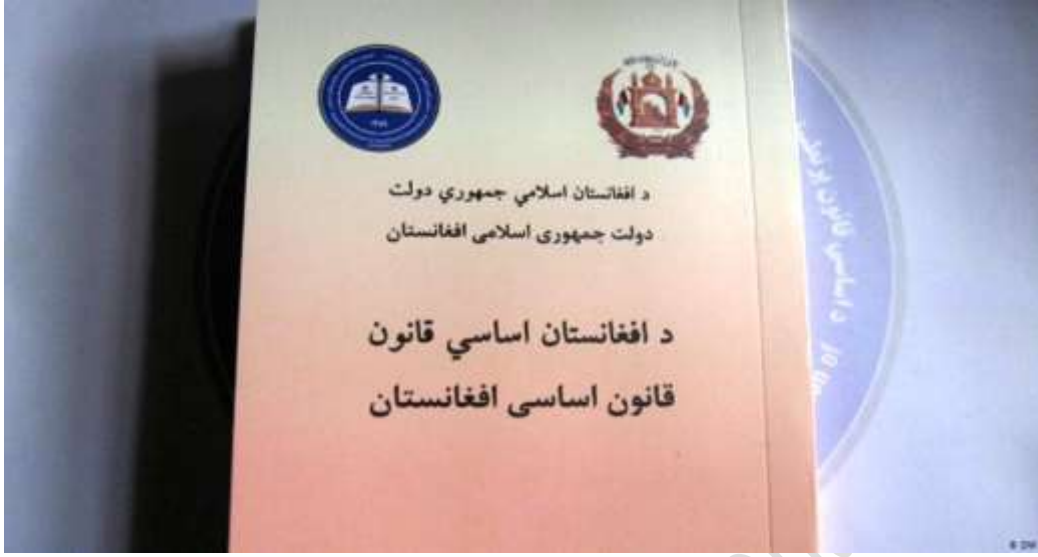 د افغانستان اسلامي جمهوري دولت
دولت جمهوری اسلامی افغانستان
د افغانستان اساسي قانون
قانون اساسی افغانستان